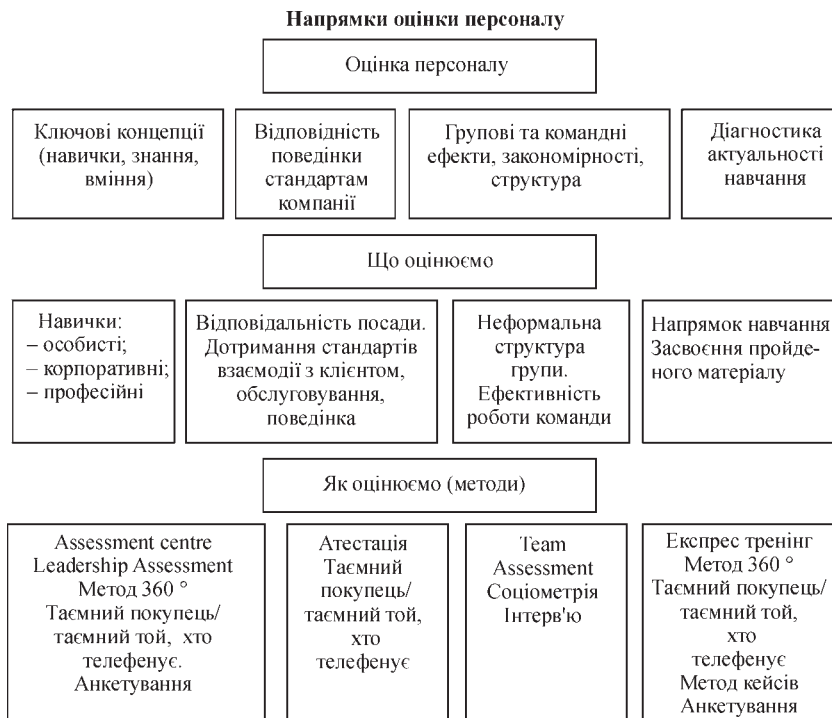 Напрямки оцінки персоналу
Оцінка персоналу
Ключові концепції
(навички, знання,
вміння)
Відповідність
поведінки
стандартам
компанії
Групові та командні
ефекти, закономірності,
структура
Діагностика
актуальності
навчання
Що оцінюємо
Навички:
– особисті;
– корпоративні;
– професійні
Відповідальність посади.
Дотримання стандартів
взаємодії з клієнтом,
обслуговування,
поведінка
Неформальна
структура
групи.
Ефективність
роботи команди
Напрямок навчання
Засвоєння пройде-
ного матеріалу
Як оцінюємо (методи)
Assessment centre
Leadership Assessment
Метод 360 °
Таємний покупець/
таємний той, хто
телефенує.
Анкетування
Атестація
Таємний
покупець/
таємний той,
хто
телефенує
Team
Assessment
Соціометрія
Інтерв'ю
Експрес тренінг
Метод 360 °
Таємний покупець/
таємний той,
хто
телефенує
Метод кейсів
Анкетування